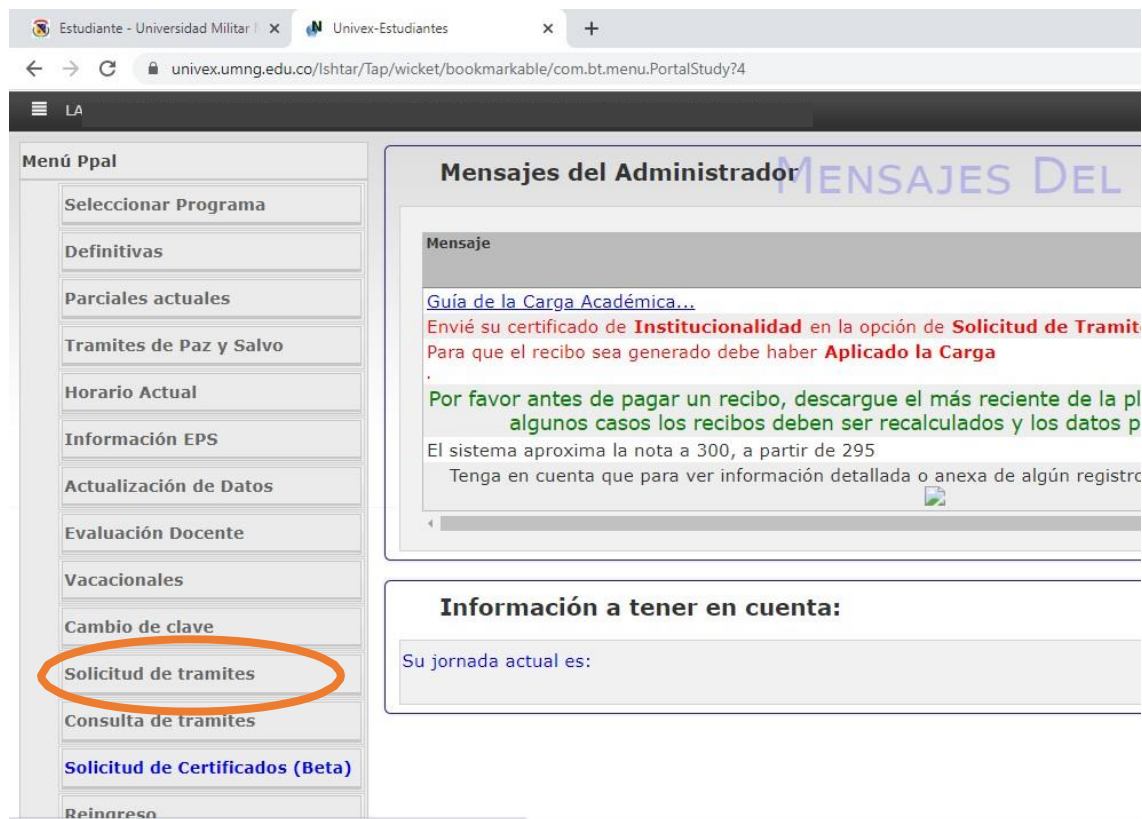 Estudiante - Universidad Militar
Univex-Estudiantes
univex.umng.edu.co/Ishtar/Tap/wicket/bookmarkable/com.bt.menu.PortalStudy?4
LA
Menú Ppal
Seleccionar Programa
Definitivas
Parciales actuales
Tramites de Paz y Salvo
Horario Actual
Información EPS
Actualización de Datos
Evaluación Docente
Vacacionales
Cambio de clave
Solicitud de tramites
Consulta de tramites
Solicitud de Certificados (Beta)
Reingreso
Mensajes del Administrador
MENSAJES DEL
Mensaje
Guía de la Carga Académica...
Envié su certificado de Institucionalidad en la opción de Solicitud de Tramit
Para que el recibo sea generado debe haber Aplicado la Carga
.
Por favor antes de pagar un recibo, descargue el más reciente de la pl
algunos casos los recibos deben ser recalculados y los datos p
El sistema aproxima la nota a 300, a partir de 295
Tenga en cuenta que para ver información detallada o anexa de algún registro
Información a tener en cuenta:
Su jornada actual es: